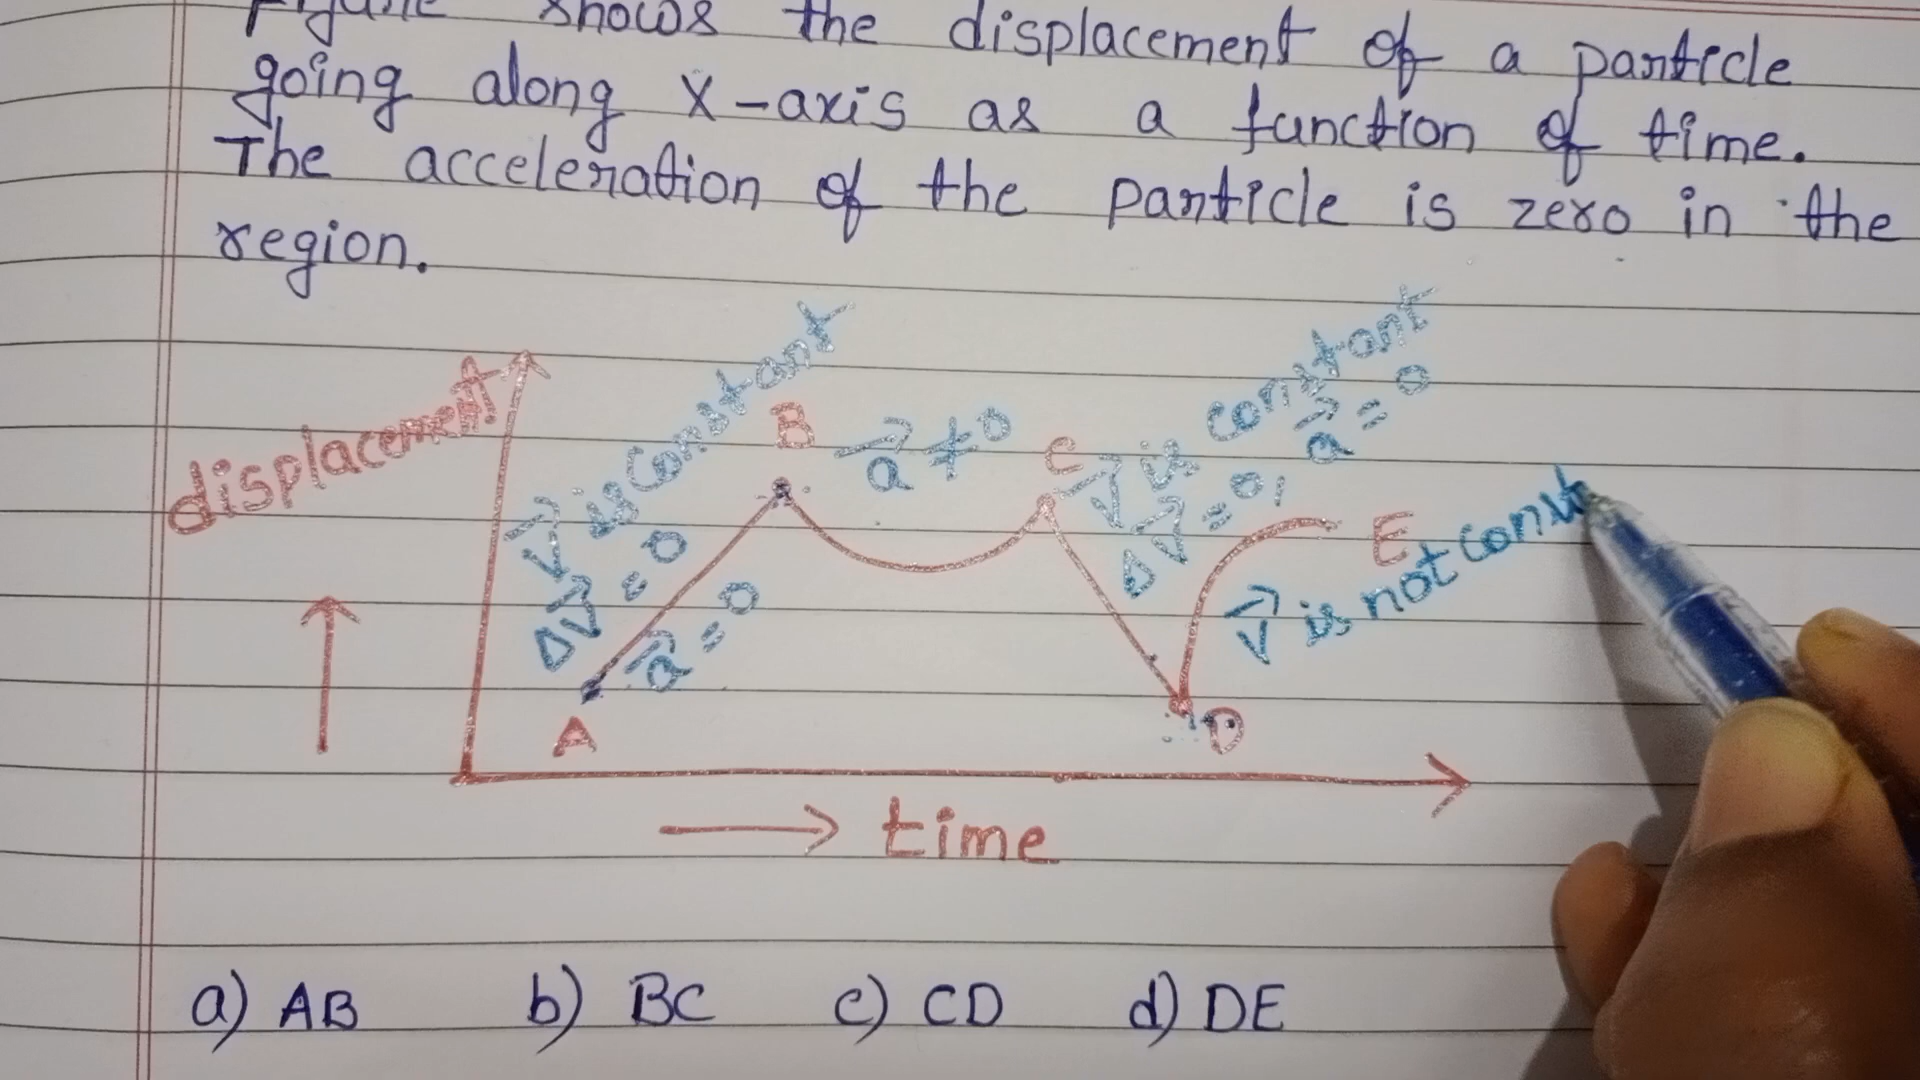 Figure shows the displacement of a particle
going along X-axis as a function of time.
The acceleration of the particle is zero in the
region.
displacement
V is constant
ΔV = 0
a = 0
A
B
a ≠ 0
C
V is constant
ΔV = 0, a = 0
D
E
V is not const
time
a) AB b) BC c) CD d) DE